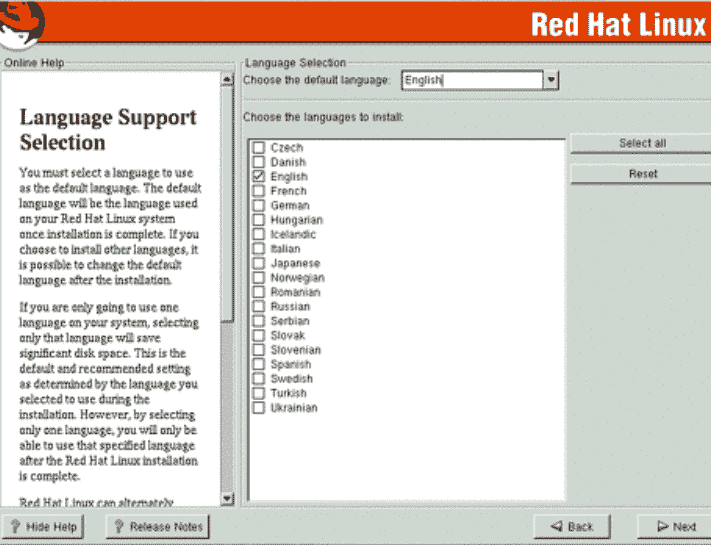 Red Hat Linux
Online Help
Language Support
Selection
You must select a language to use
as the default language. The default
language will be the language used
on your Red Hat Linux system
once installation is complete. If you
choose to install other languages, it
is possible to change the default
language after the installation.
If you are only going to use one
language on your system, selecting
only that language will save
significant disk space. This is the
default and recommended setting
as determined by the language you
selected to use during the
installation. However, by selecting
only one language, you will only be
able to use that specified language
after the Red Hat Linux installation
is complete.
Red Hat Linux can alternately
Language Selection
Choose the default language: English
Choose the languages to install:
Czech
Danish
English
French
German
Hungarian
Icelandic
Italian
Japanese
Norwegian
Romanian
Russian
Serbian
Slovak
Slovenian
Spanish
Swedish
Turkish
Ukrainian
Select all
Reset
Hide Help
Release Notes
Back
Next